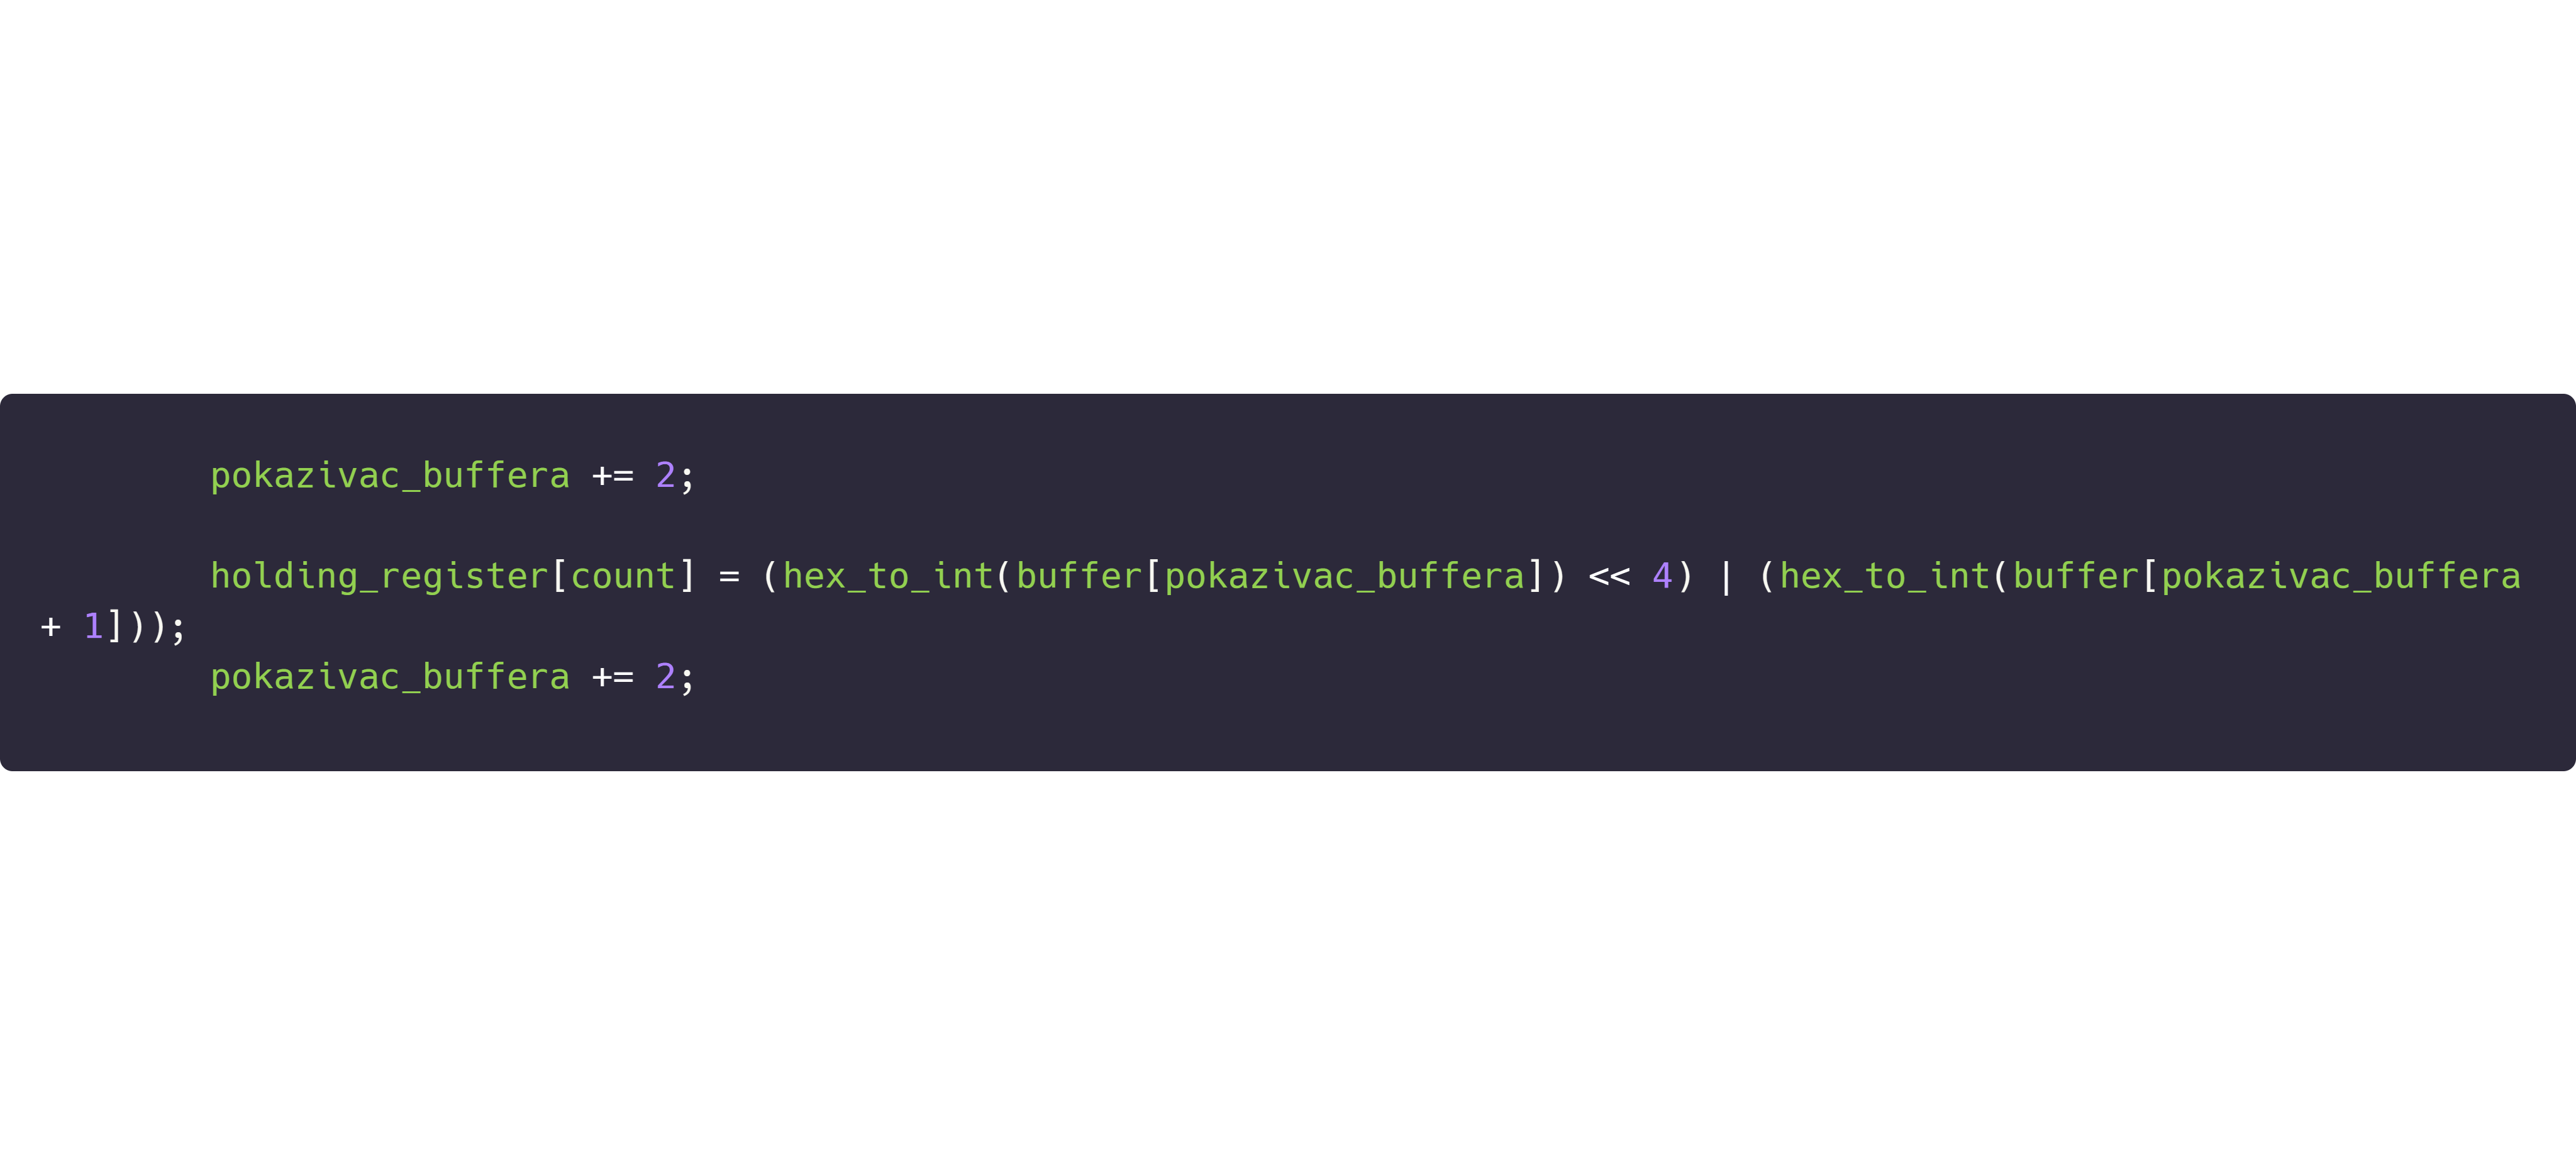 pokazivac_buffera += 2;
holding_register[count] = (hex_to_int(buffer[pokazivac_buffera]) << 4) | (hex_to_int(buffer[pokazivac_buffera
+ 1]));
pokazivac_buffera += 2;